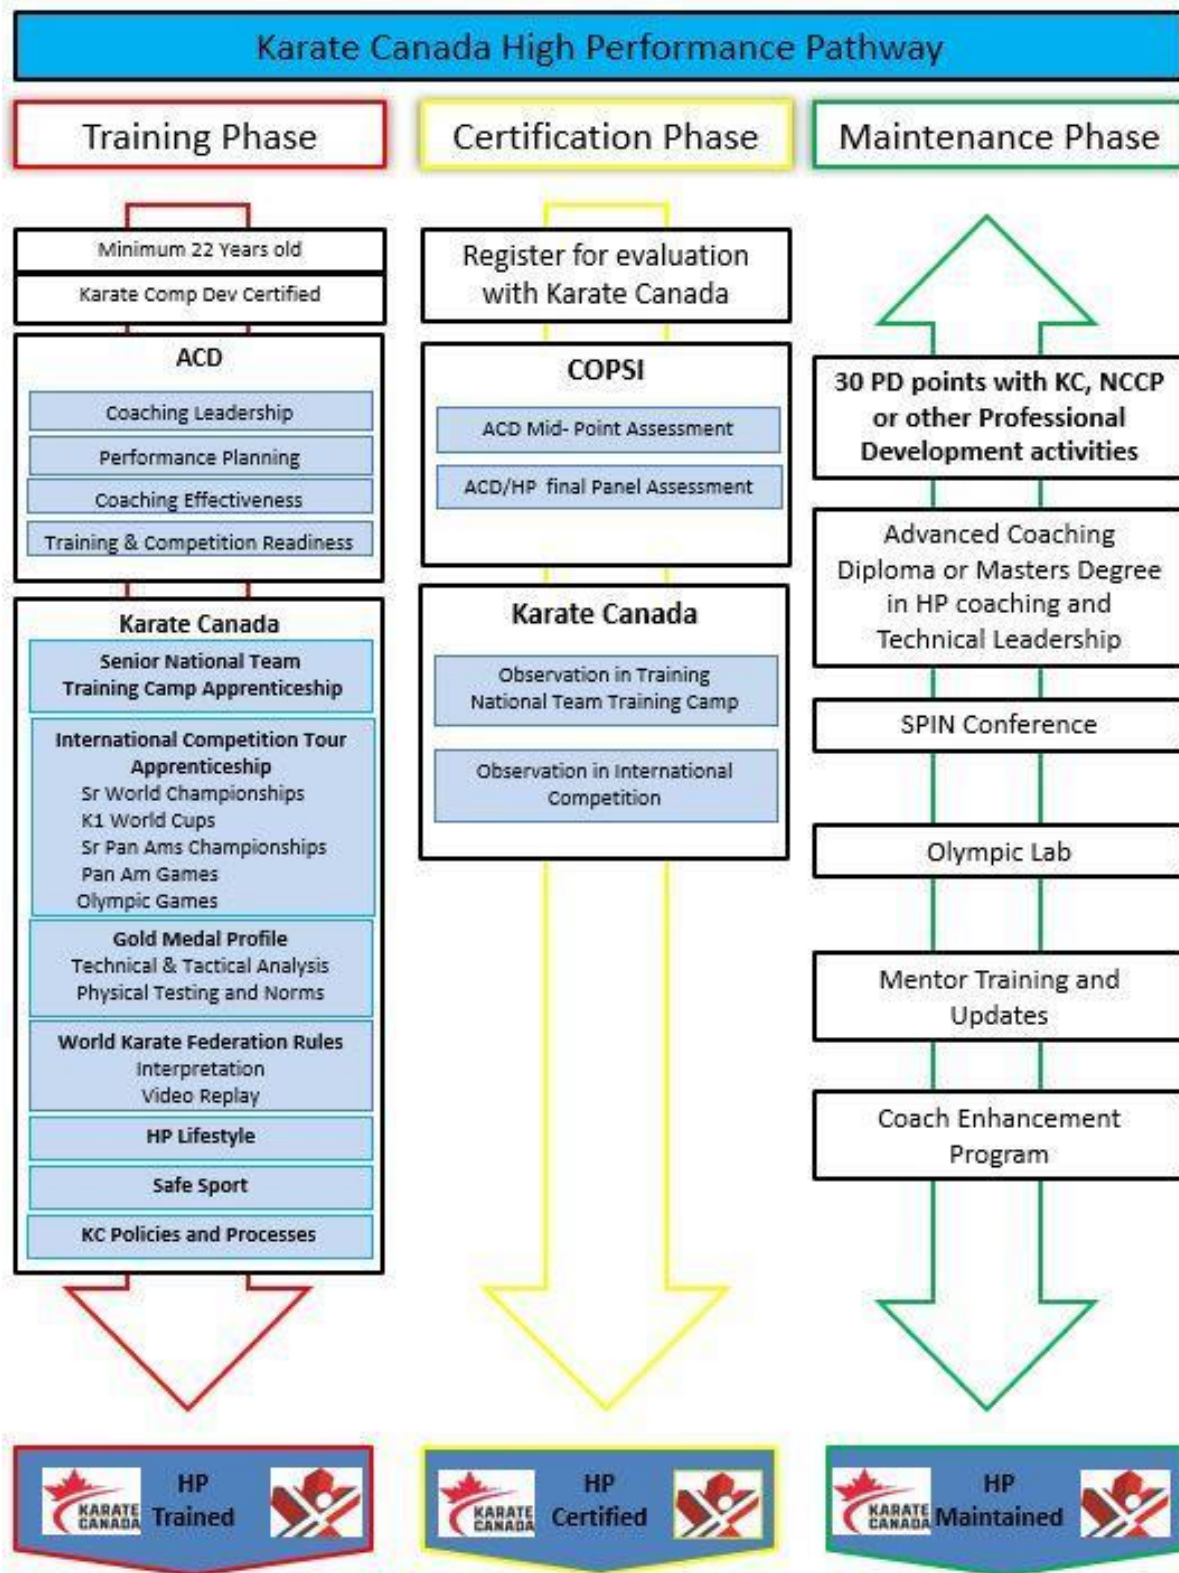 Karate Canada High Performance Pathway
Training Phase
Minimum 22 Years old
Karate Comp Dev Certified
ACD
Coaching Leadership
Performance Planning
Coaching Effectiveness
Training & Competition Readiness
Karate Canada
Senior National Team
Training Camp Apprenticeship
International Competition Tour
Apprenticeship
Sr World Championships
K1 World Cups
Sr Pan Ams Championships
Pan Am Games
Olympic Games
Gold Medal Profile
Technical & Tactical Analysis
Physical Testing and Norms
World Karate Federation Rules
Interpretation
Video Replay
HP Lifestyle
Safe Sport
KC Policies and Processes
KARATE
CANADA
HP
Trained
Certification Phase
Register for evaluation
with Karate Canada
COPSI
ACD Mid- Point Assessment
ACD/HP final Panel Assessment
Karate Canada
Observation in Training
National Team Training Camp
Observation in International
Competition
KARATE
CANADA
HP
Certified
Maintenance Phase
30 PD points with KC, NCCP
or other Professional
Development activities
Advanced Coaching
Diploma or Masters Degree
in HP coaching and
Technical Leadership
SPIN Conference
Olympic Lab
Mentor Training and
Updates
Coach Enhancement
Program
KARATE
CANADA
HP
Maintained